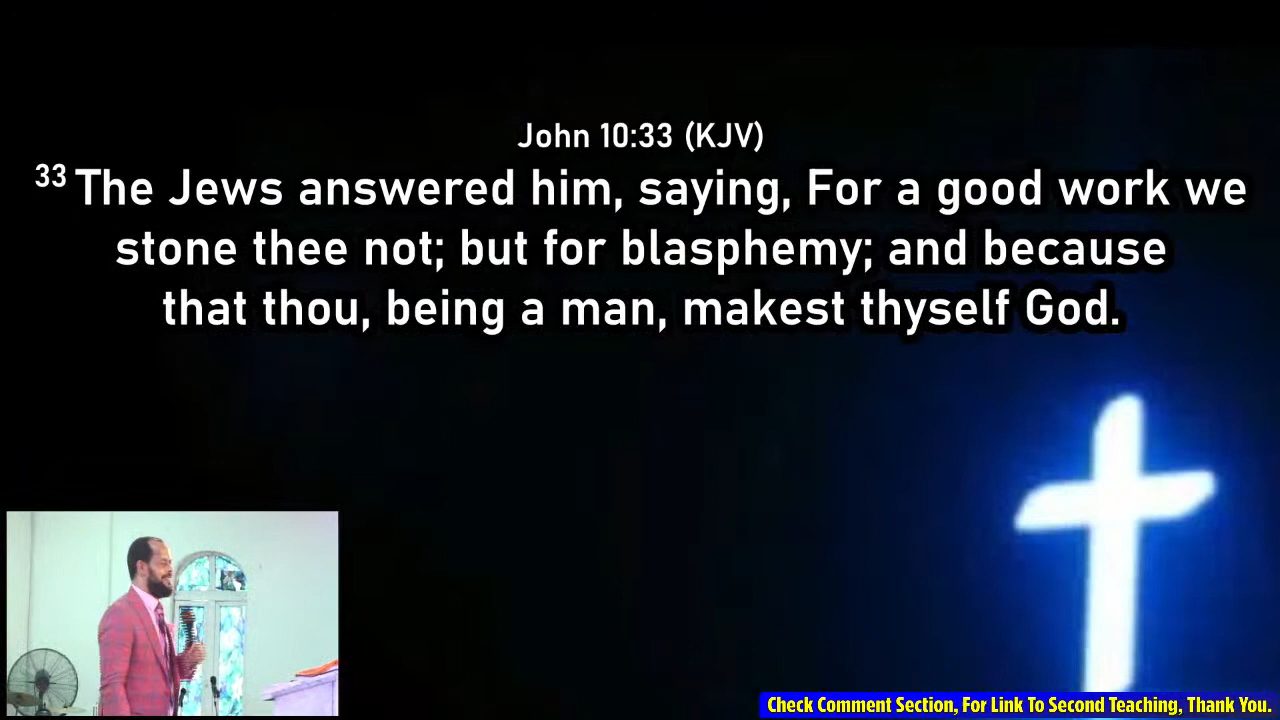 John 10:33 (KJV)
33 The Jews answered him, saying, For a good work we
stone thee not; but for blasphemy; and because
that thou, being a man, makest thyself God.
Check Comment Section, For Link To Second Teaching, Thank You.